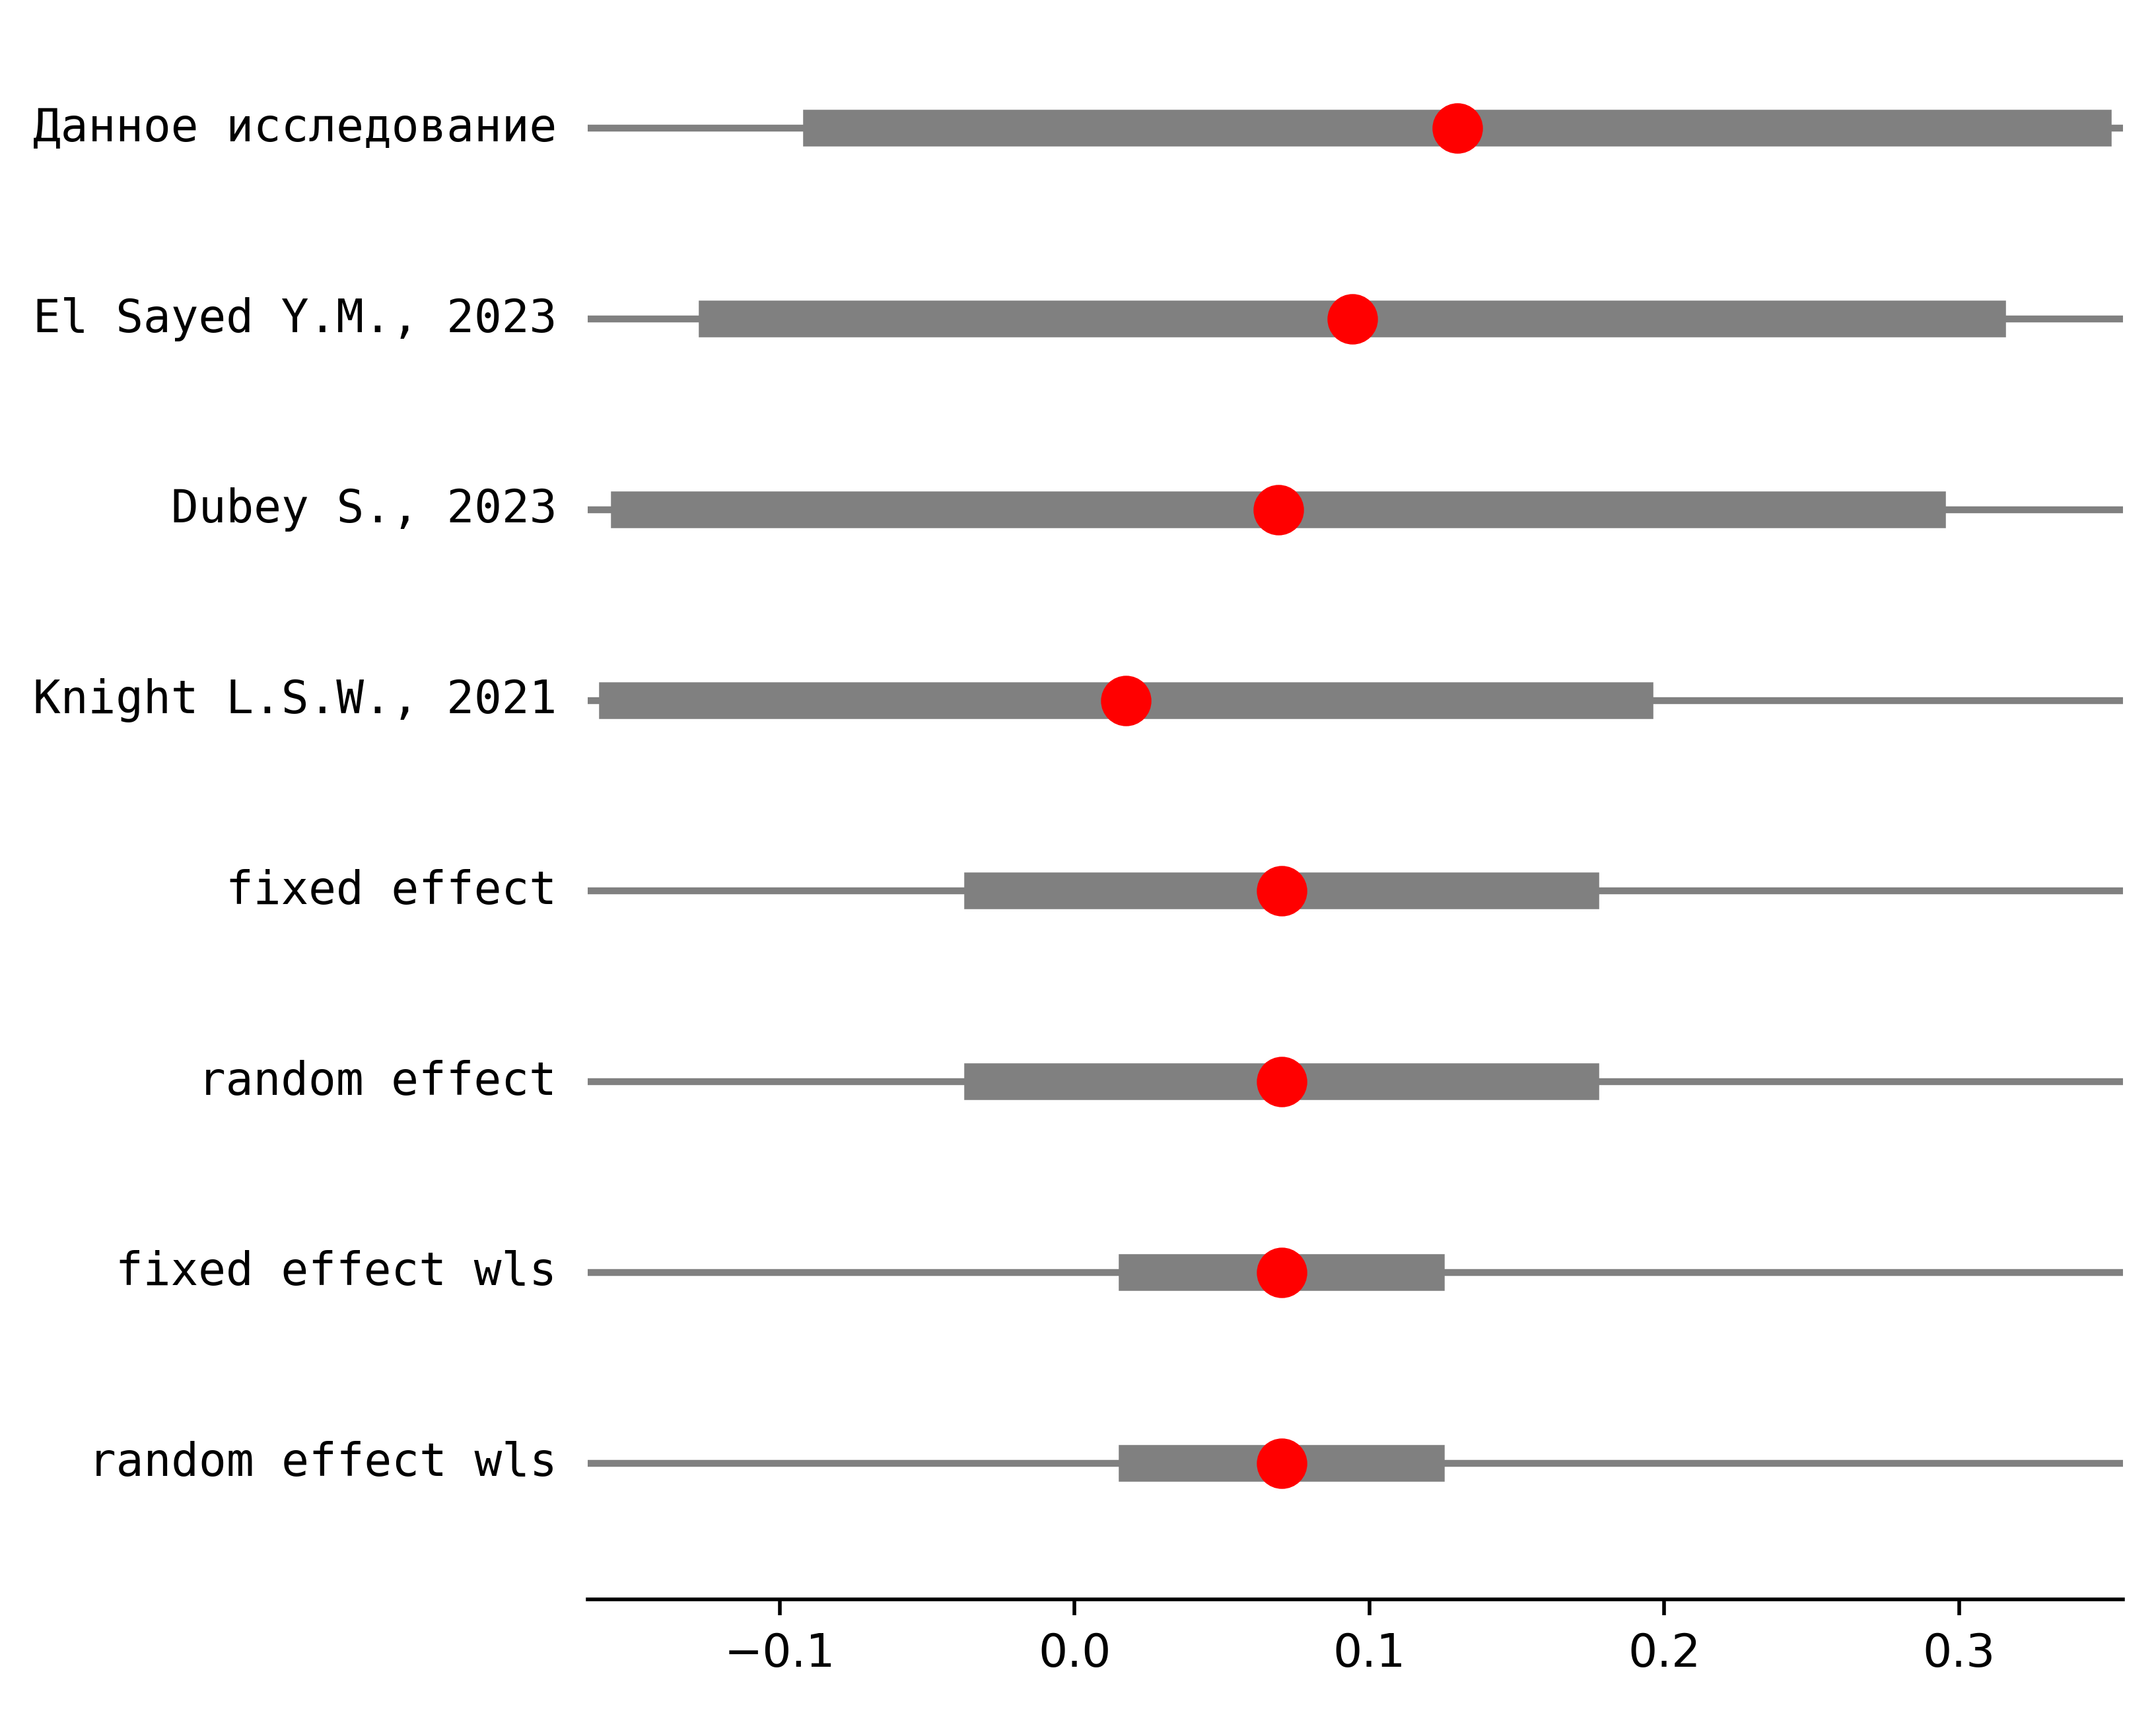 Данное исследование
El Sayed Y.M., 2023
Dubey S., 2023
Knight L.S.W., 2021
fixed effect
random effect
fixed effect wls
random effect wls
−0.1 0.0 0.1 0.2 0.3